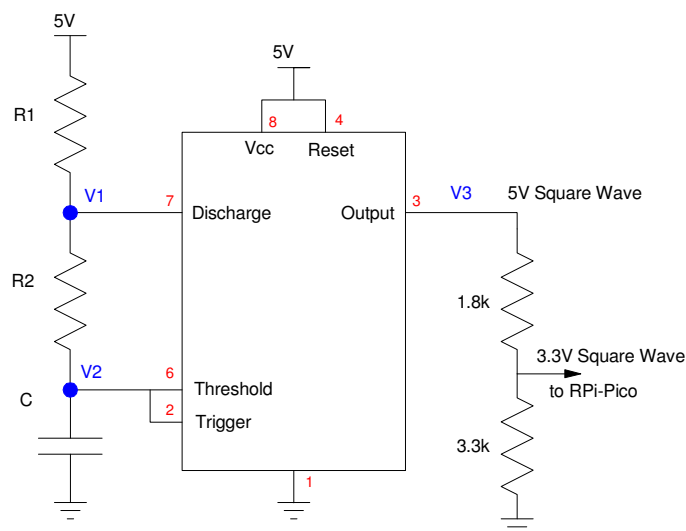 5V
5V
R1
8
4
Vcc
Reset
V1
7
3
V3
5V Square Wave
Discharge
Output
R2
1.8k
V2
6
3.3V Square Wave
C
Threshold
to RPi-Pico
2
Trigger
3.3k
1